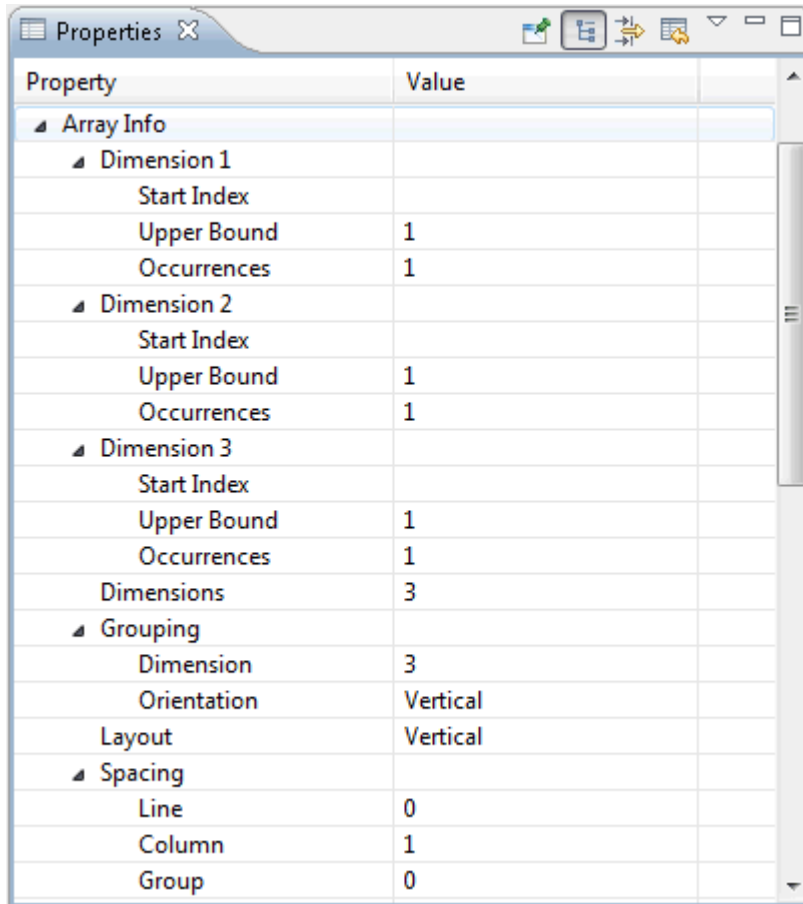 Properties
Property Value
Array Info
Dimension 1
Start Index
Upper Bound 1
Occurrences 1
Dimension 2
Start Index
Upper Bound 1
Occurrences 1
Dimension 3
Start Index
Upper Bound 1
Occurrences 1
Dimensions 3
Grouping
Dimension 3
Orientation Vertical
Layout Vertical
Spacing
Line 0
Column 1
Group 0